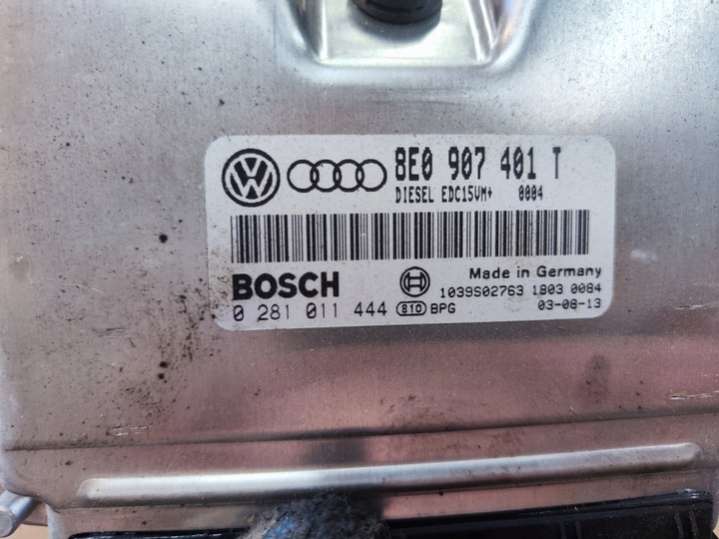 8E0 907 401 T
DIESEL EDC15VM+ 0004
BOSCH
Made in Germany
1039S02763 1803 0084
0 281 011 444 810 BPG
03-08-13